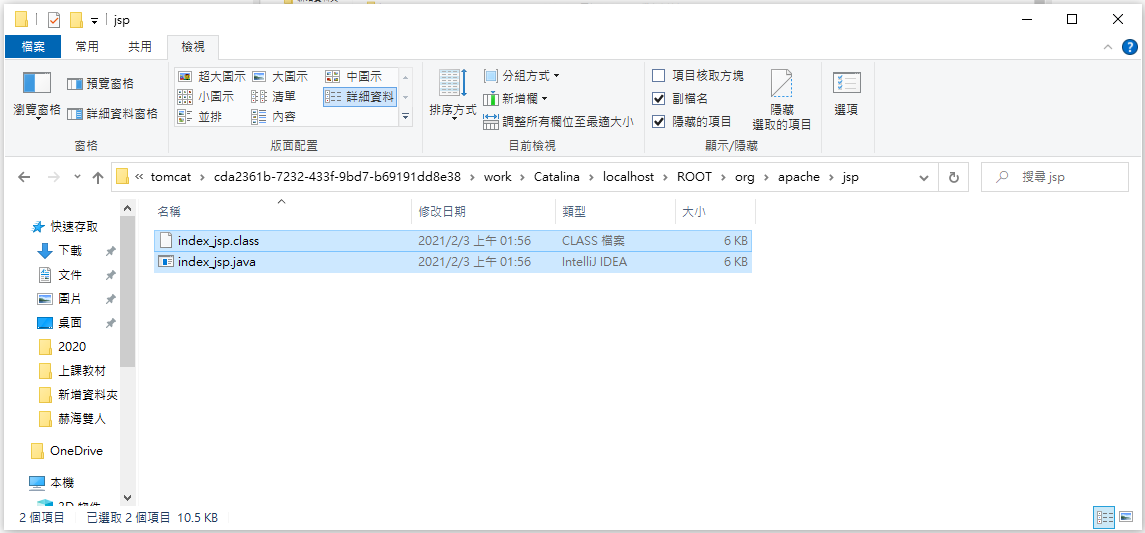 jsp
檔案 常用 共用 檢視
超大圖示 大圖示 中圖示
小圖示 清單 詳細資料
並排 內容
瀏覽窗格 預覽窗格
詳細資料窗格
排序方式 分組方式
新增欄
調整所有欄位至最適大小
項目核取方塊
副檔名
隱藏的項目
隱藏
選取的項目
選項
窗格 版面配置 目前檢視 顯示/隱藏
« tomcat › cda2361b-7232-433f-9bd7-b69191dd8e38 › work › Catalina › localhost › ROOT › org › apache › jsp
搜尋 jsp
名稱 修改日期 類型 大小
index_jsp.class 2021/2/3 上午 01:56 CLASS 檔案 6 KB
index_jsp.java 2021/2/3 上午 01:56 IntelliJ IDEA 6 KB
快速存取
下載
文件
圖片
桌面
2020
上課教材
新增資料夾
赫海雙人
OneDrive
本機
3D 物件
2 個項目 已選取 2 個項目 10.5 KB